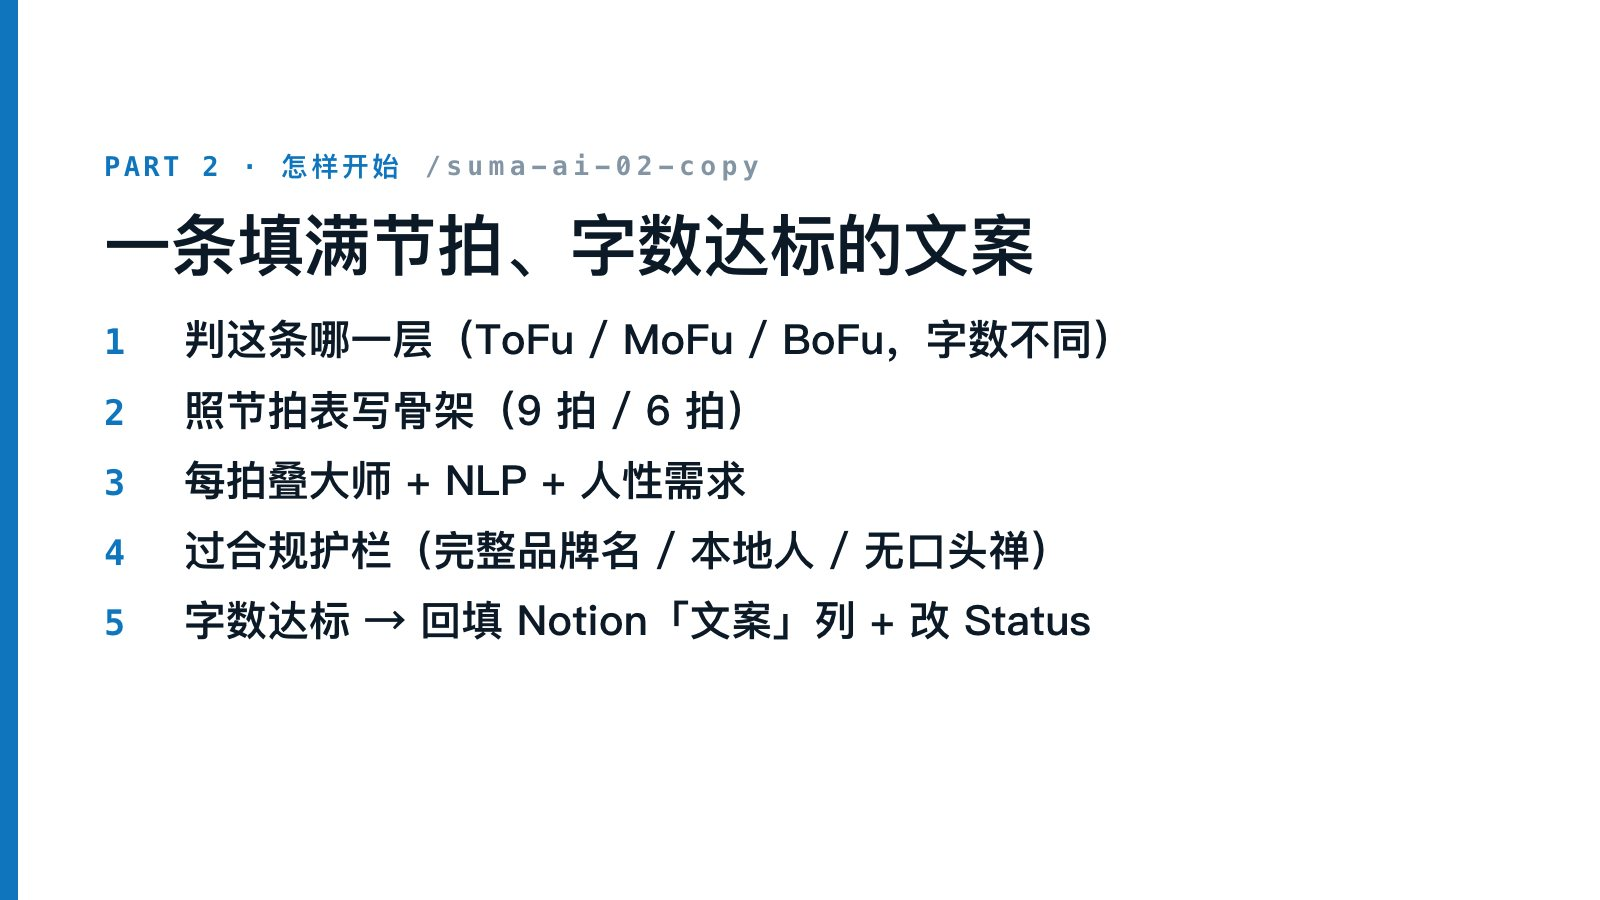 PART 2 · 怎样开始 /suma-ai-02-copy
一条填满节拍、字数达标的文案
1 判这条哪一层（ToFu / MoFu / BoFu，字数不同）
2 照节拍表写骨架（9 拍 / 6 拍）
3 每拍叠大师 + NLP + 人性需求
4 过合规护栏（完整品牌名 / 本地人 / 无口头禅）
5 字数达标 → 回填 Notion「文案」列 + 改 Status